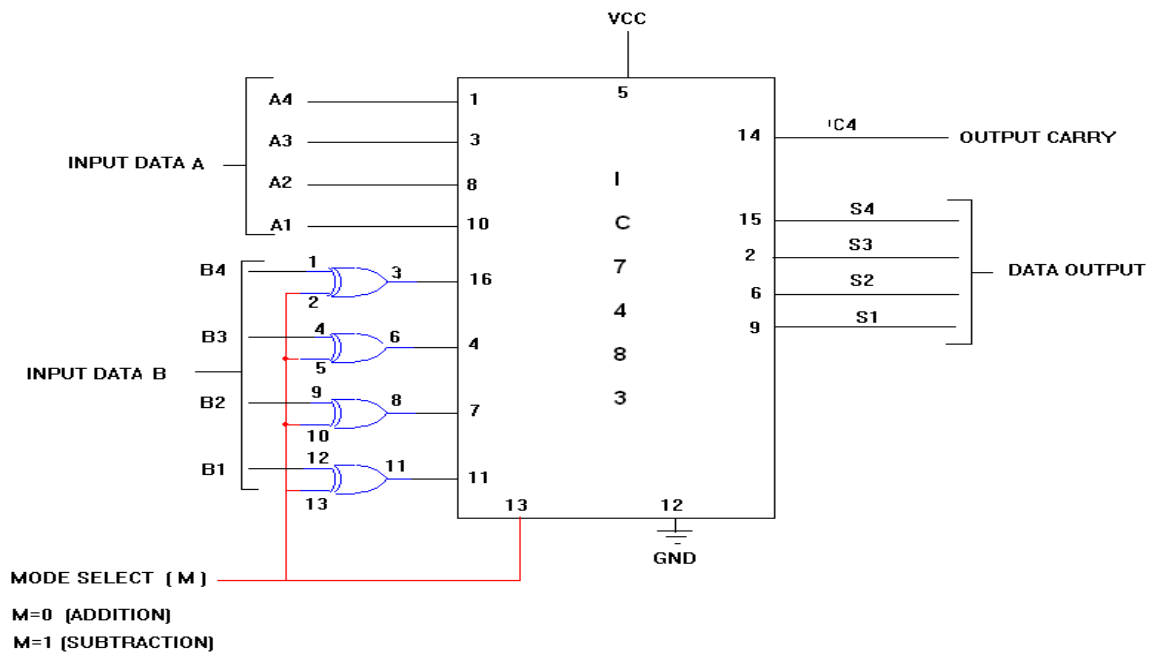 VCC
5
A4
1
A3
3
INPUT DATA A
A2
8
A1
10
14
'C4
OUTPUT CARRY
15
S4
2
S3
DATA OUTPUT
6
S2
9
S1
I
C
7
4
8
3
B4
1
2
3
16
B3
4
5
6
4
INPUT DATA B
B2
9
10
8
7
B1
12
13
11
11
13
12
GND
MODE SELECT ( M )
M=0 (ADDITION)
M=1 (SUBTRACTION)